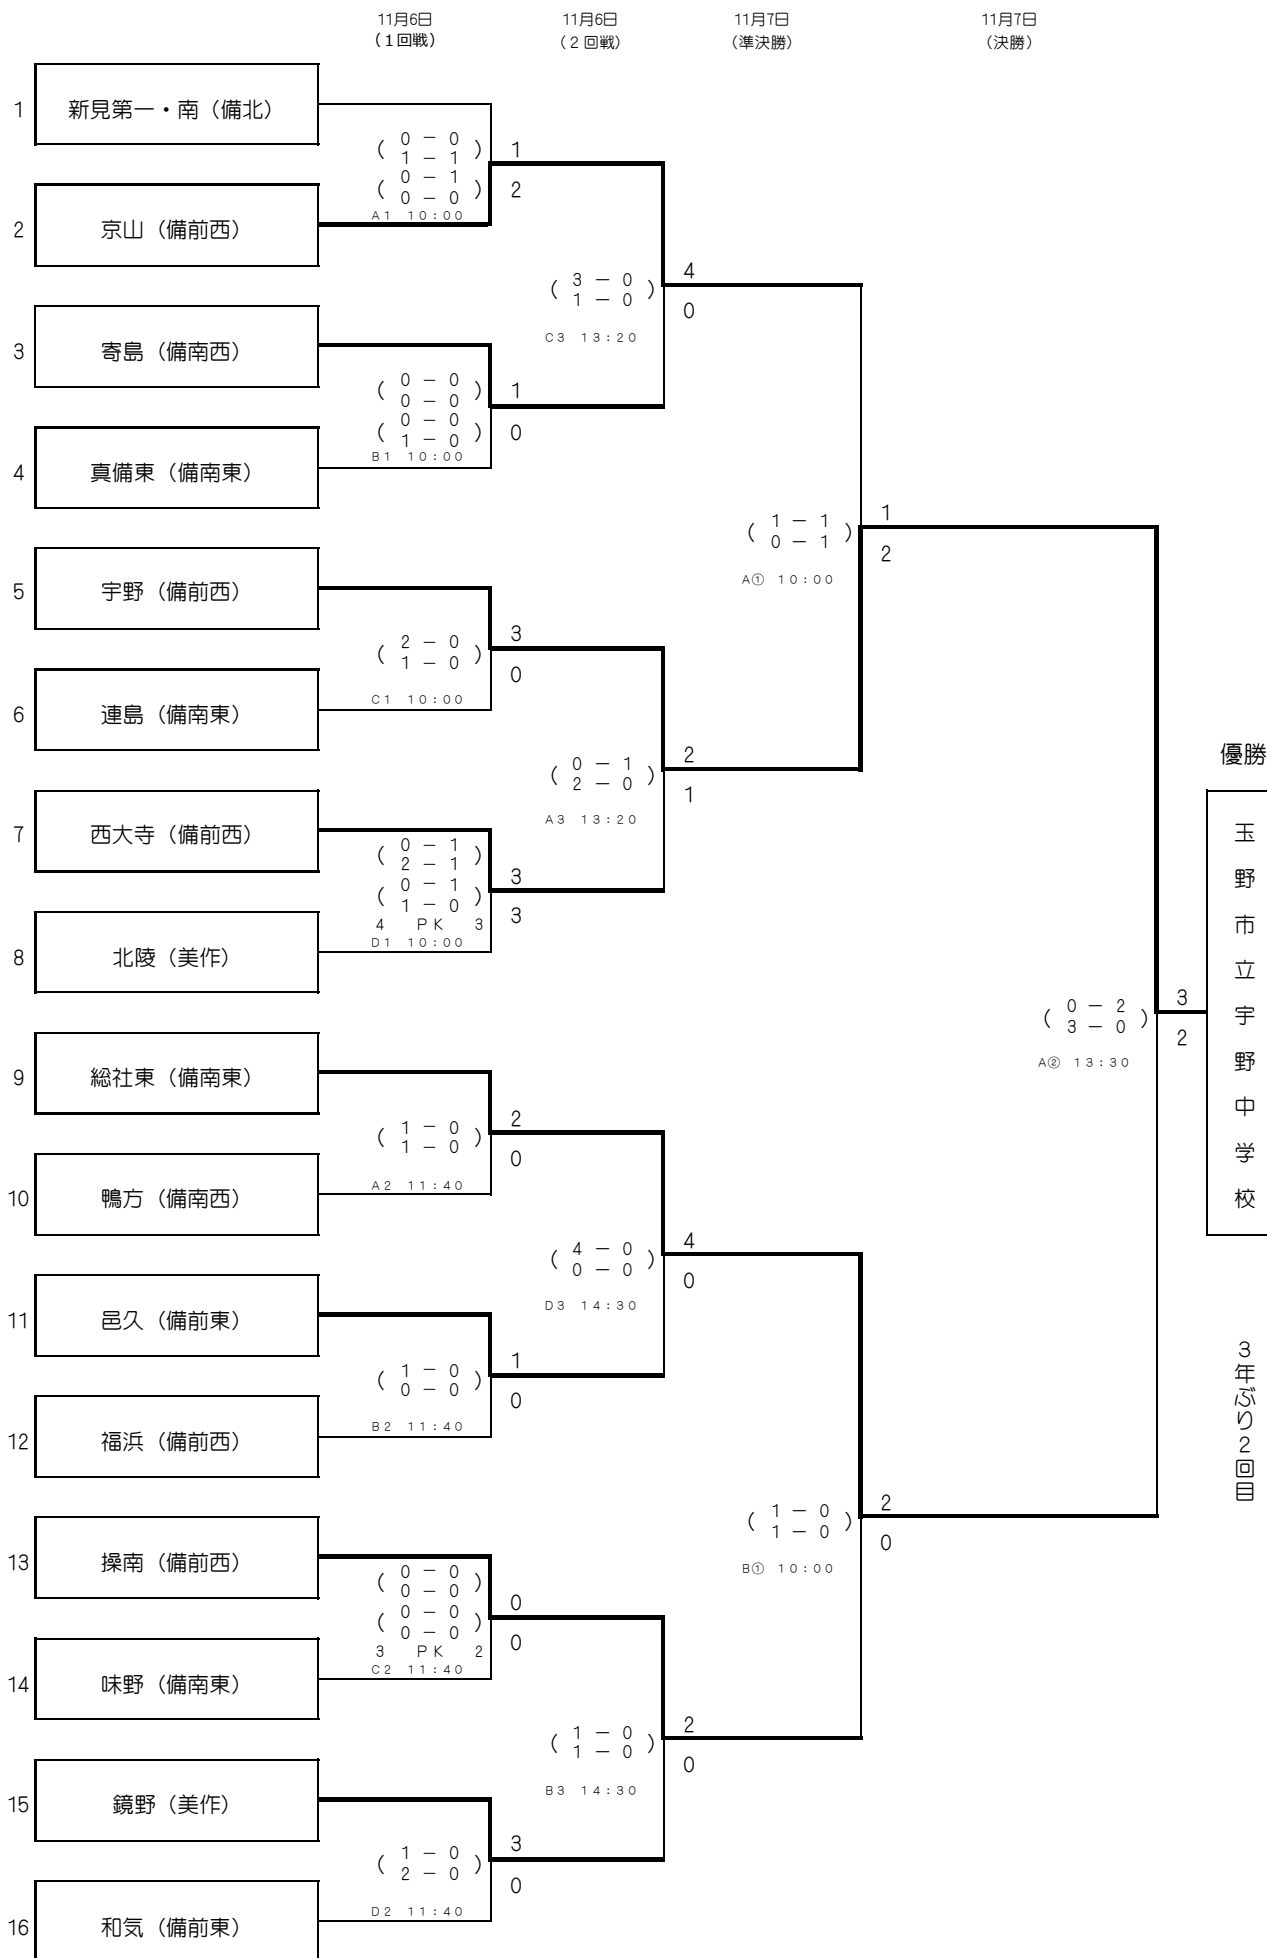 11月6日 11月6日 11月7日 11月7日
（１回戦） （２回戦） （準決勝） （決勝）
1 新見第一・南（備北）
( 0 − 0 )
1 − 1
( 0 − 1 )
0 − 0
A1 10:00
1
2
2 京山（備前西）
( 3 − 0 )
1 − 0
C3 13:20
4
0
3 寄島（備南西）
( 0 − 0 )
0 − 0
( 0 − 0 )
1 − 0
B1 10:00
1
0
4 真備東（備南東）
( 1 − 1 )
0 − 1
A① 10:00
1
2
5 宇野（備前西）
( 2 − 0 )
1 − 0
C1 10:00
3
0
6 連島（備南東）
( 0 − 1 )
2 − 0
A3 13:20
2
1
7 西大寺（備前西）
( 0 − 1 )
2 − 1
( 0 − 1 )
1 − 0
4 PK 3
D1 10:00
3
3
8 北陵（美作）
( 0 − 2 )
3 − 0
A② 13:30
3
2
優勝
玉野市立宇野中学校
3年ぶり2回目
9 総社東（備南東）
( 1 − 0 )
1 − 0
A2 11:40
2
0
10 鴨方（備南西）
( 4 − 0 )
0 − 0
D3 14:30
4
0
11 邑久（備前東）
( 1 − 0 )
0 − 0
B2 11:40
1
0
12 福浜（備前西）
( 1 − 0 )
1 − 0
B① 10:00
2
0
13 操南（備前西）
( 0 − 0 )
0 − 0
( 0 − 0 )
0 − 0
3 PK 2
C2 11:40
0
0
14 味野（備南東）
( 1 − 0 )
1 − 0
B3 14:30
2
0
15 鏡野（美作）
( 1 − 0 )
2 − 0
D2 11:40
3
0
16 和気（備前東）